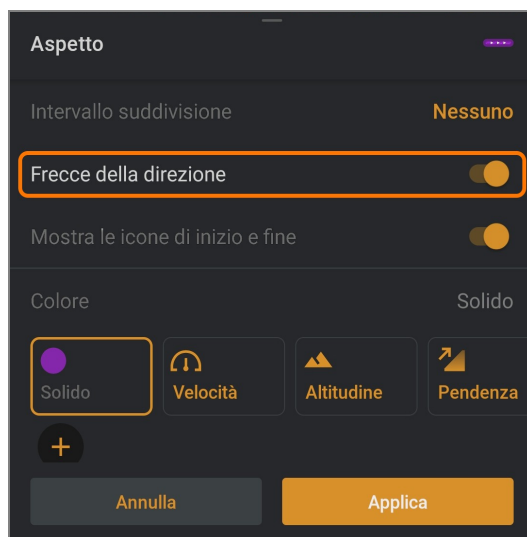 Aspetto
Intervallo suddivisione Nessuno
Frecce della direzione
Mostra le icone di inizio e fine
Colore Solido
Solido Velocità Altitudine Pendenza
Annulla Applica